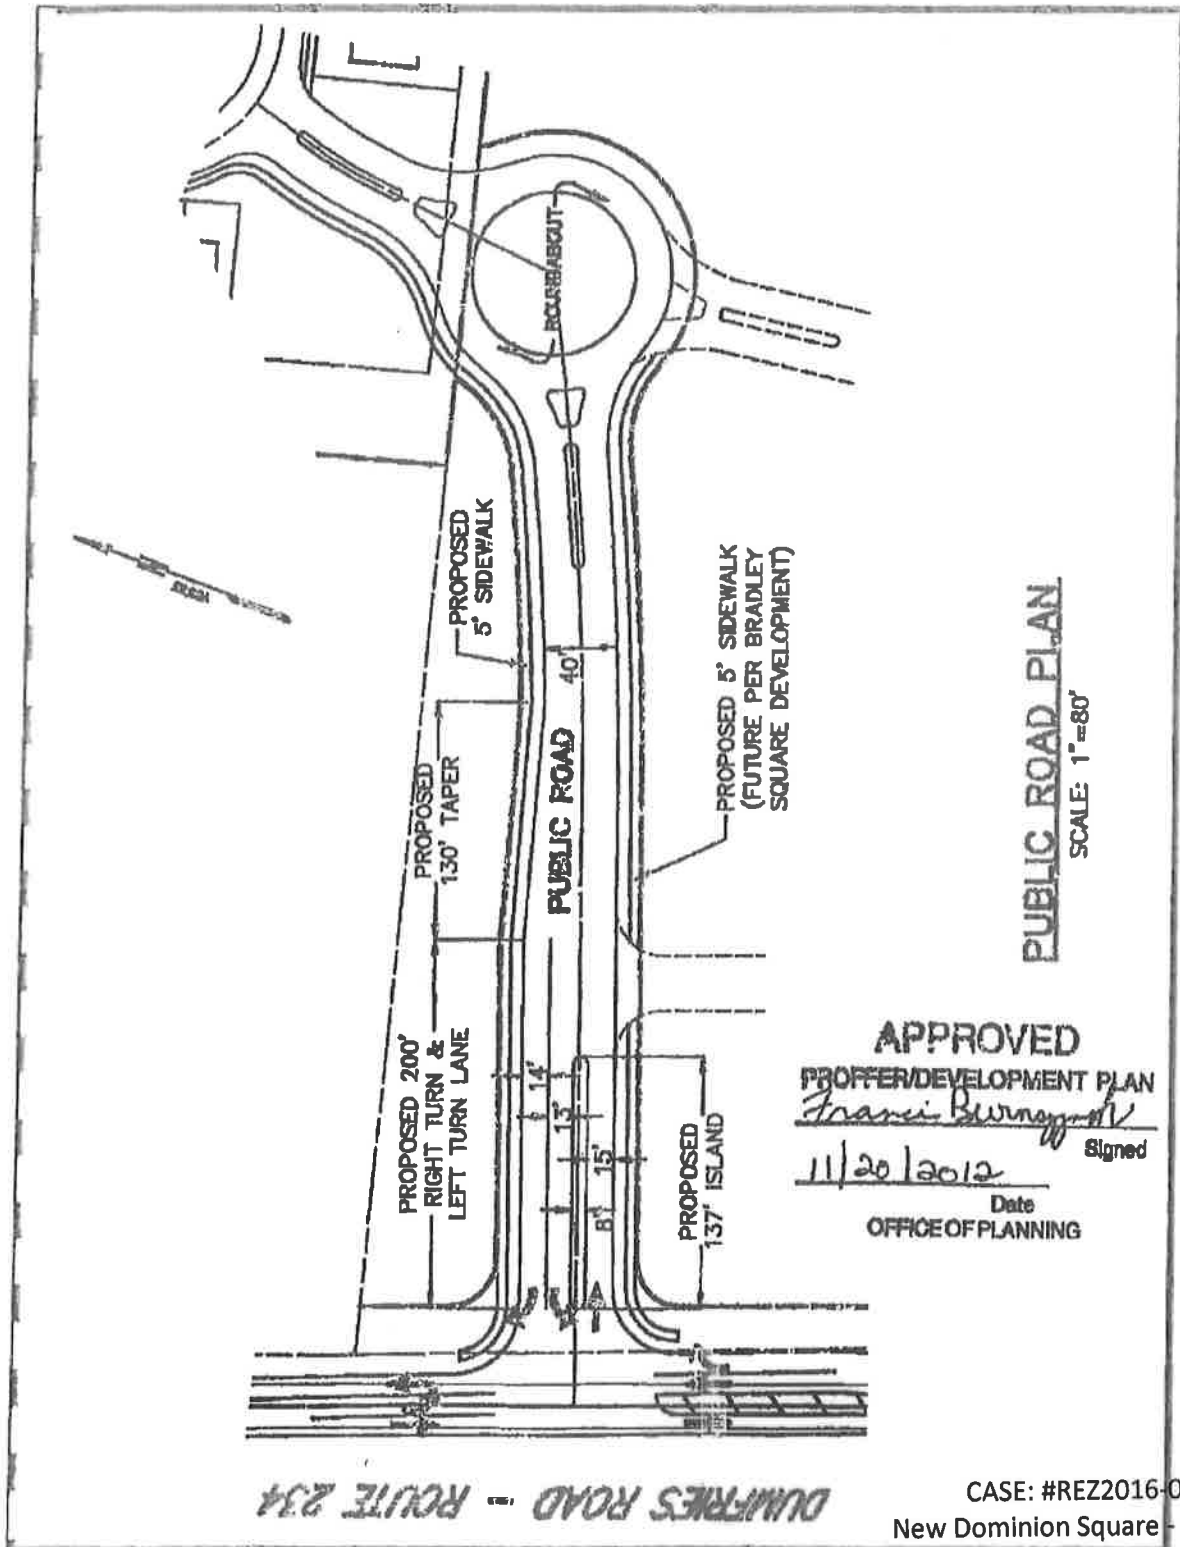 ROUNDABOUT
PROPOSED
5' SIDEWALK
40'
PROPOSED
130' TAPER
PUBLIC ROAD
PROPOSED 5' SIDEWALK
(FUTURE PER BRADLEY
SQUARE DEVELOPMENT)
PROPOSED 200'
RIGHT TURN &
LEFT TURN LANE
14'
13'
15'
8'
PROPOSED
137' ISLAND
PUBLIC ROAD PLAN
SCALE: 1"=80'
APPROVED
PROFFER/DEVELOPMENT PLAN
Signed
11/20/2012
Date
OFFICE OF PLANNING
DUMFRIES ROAD - ROUTE 234
CASE: #REZ2016-0
New Dominion Square -